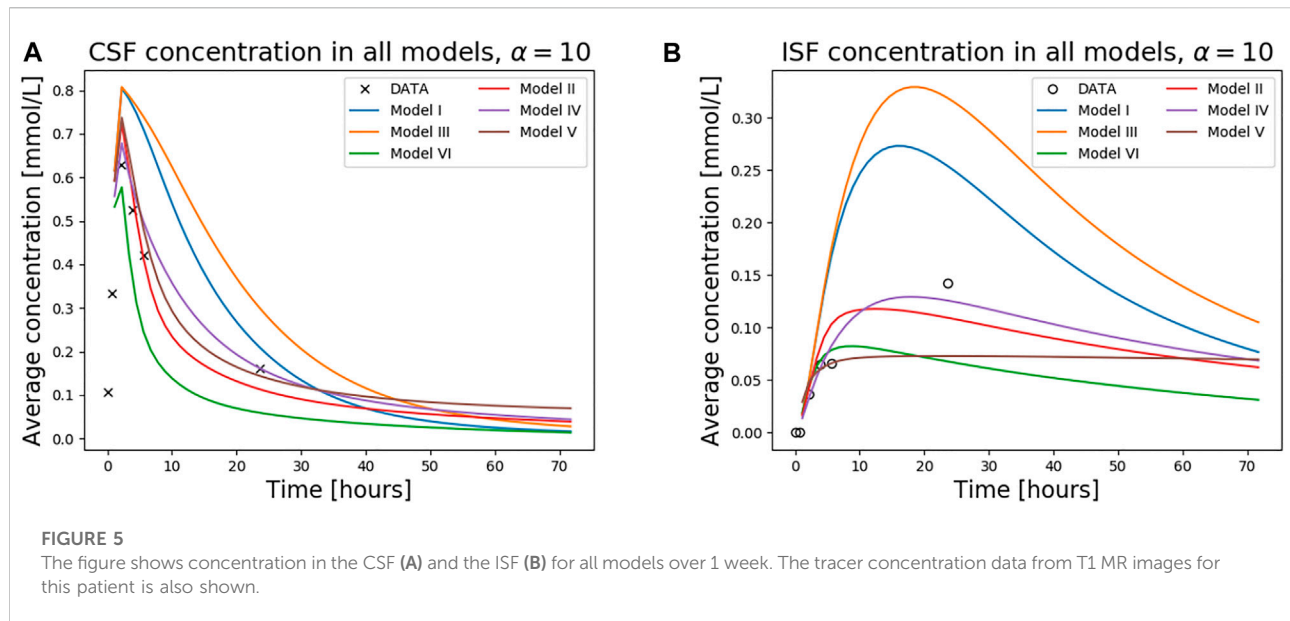 A
CSF concentration in all models, α = 10
DATA
Model I
Model III
Model VI
Model II
Model IV
Model V
0.8
0.7
0.6
0.5
0.4
0.3
0.2
0.1
0.0
Average concentration [mmol/L]
0 10 20 30 40 50 60 70
Time [hours]
B
ISF concentration in all models, α = 10
DATA
Model I
Model III
Model VI
Model II
Model IV
Model V
0.30
0.25
0.20
0.15
0.10
0.05
0.00
Average concentration [mmol/L]
0 10 20 30 40 50 60 70
Time [hours]
FIGURE 5
The figure shows concentration in the CSF (A) and the ISF (B) for all models over 1 week. The tracer concentration data from T1 MR images for
this patient is also shown.